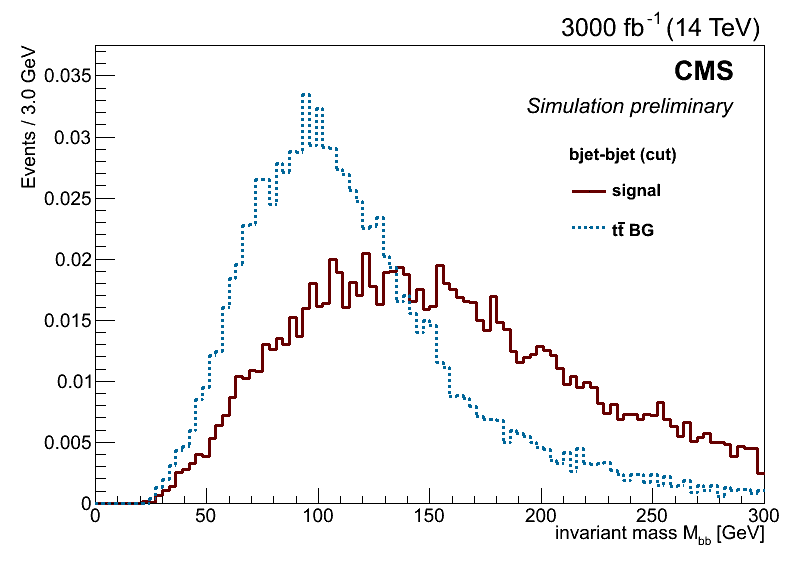 3000 fb⁻¹ (14 TeV)
CMS
Simulation preliminary
bjet-bjet (cut)
signal
tt̄ BG
Events / 3.0 GeV
0.035
0.03
0.025
0.02
0.015
0.01
0.005
0
0 50 100 150 200 250 300
invariant mass M_bb [GeV]